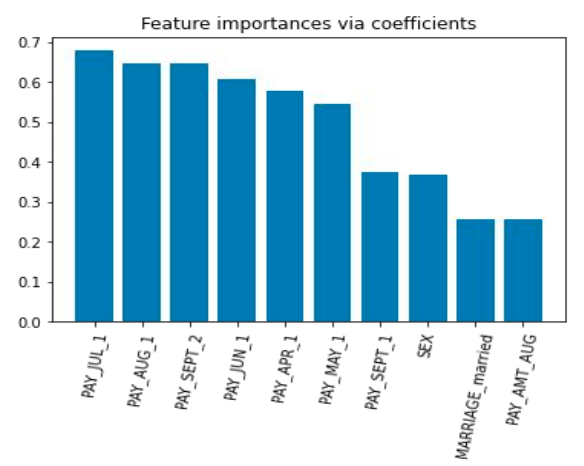 Feature importances via coefficients
0.7
0.6
0.5
0.4
0.3
0.2
0.1
0.0
PAY_JUL_1
PAY_AUG_1
PAY_SEPT_2
PAY_JUN_1
PAY_APR_1
PAY_MAY_1
PAY_SEPT_1
SEX
MARRIAGE_married
PAY_AMT_AUG